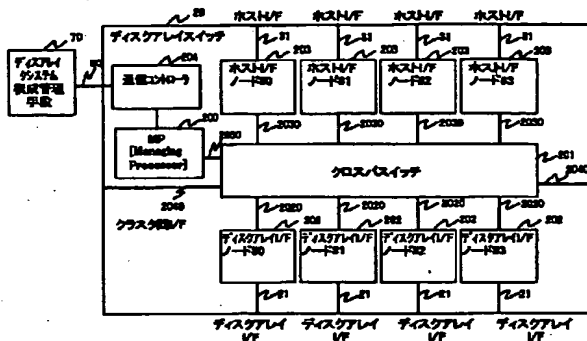 70
20
ディスクアレイスイッチ
ホストI/F
ホストI/F
ホストI/F
ホストI/F
ディスアレイ
システム
構成管理
手段
204
通信コントローラ
31
31
31
31
203
203
203
203
ホストI/F
ノード#0
ホストI/F
ノード#1
ホストI/F
ノード#2
ホストI/F
ノード#3
200
MP
[Managing
Processor]
2030
2030
2030
2030
201
クロスバスイッチ
2040
2040
クラスタ間I/F
2020
2020
2020
2020
202
202
202
ディスクアレイI/F
ノード#0
ディスクアレイI/F
ノード#1
ディスクアレイI/F
ノード#2
ディスクアレイI/F
ノード#3
21
21
21
21
ディスクアレイ
I/F
ディスクアレイ
I/F
ディスクアレイ
I/F
ディスクアレイ
I/F